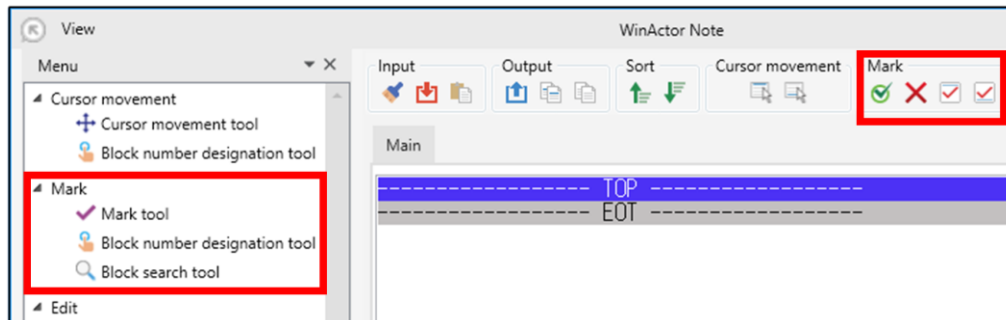 View
WinActor Note
Menu
Cursor movement
Cursor movement tool
Block number designation tool
Mark
Mark tool
Block number designation tool
Block search tool
Edit
Input
Output
Sort
Cursor movement
Mark
Main
------------------ TOP ------------------
------------------ EOT ------------------